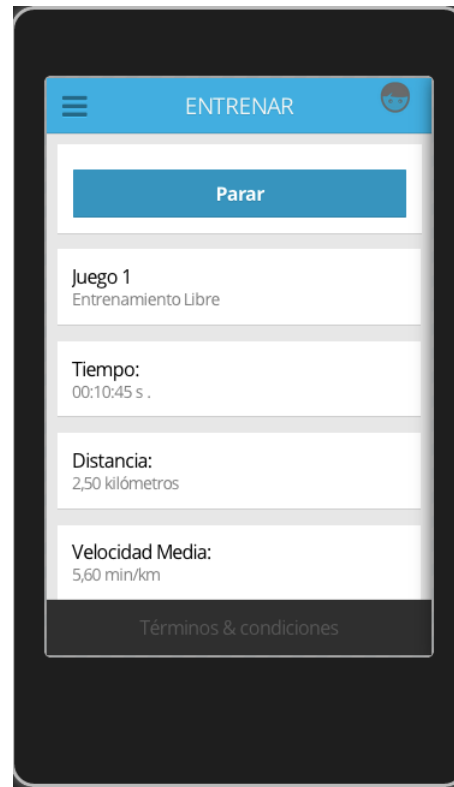 ENTRENAR
Parar
Juego 1
Entrenamiento Libre
Tiempo:
00:10:45 s .
Distancia:
2,50 kilómetros
Velocidad Media:
5,60 min/km
Términos & condiciones